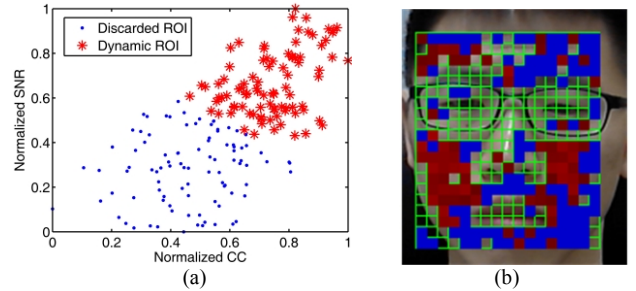 Discarded ROI
Dynamic ROI
Normalized SNR
1
0.8
0.6
0.4
0.2
0
0 0.2 0.4 0.6 0.8 1
Normalized CC
(a) (b)